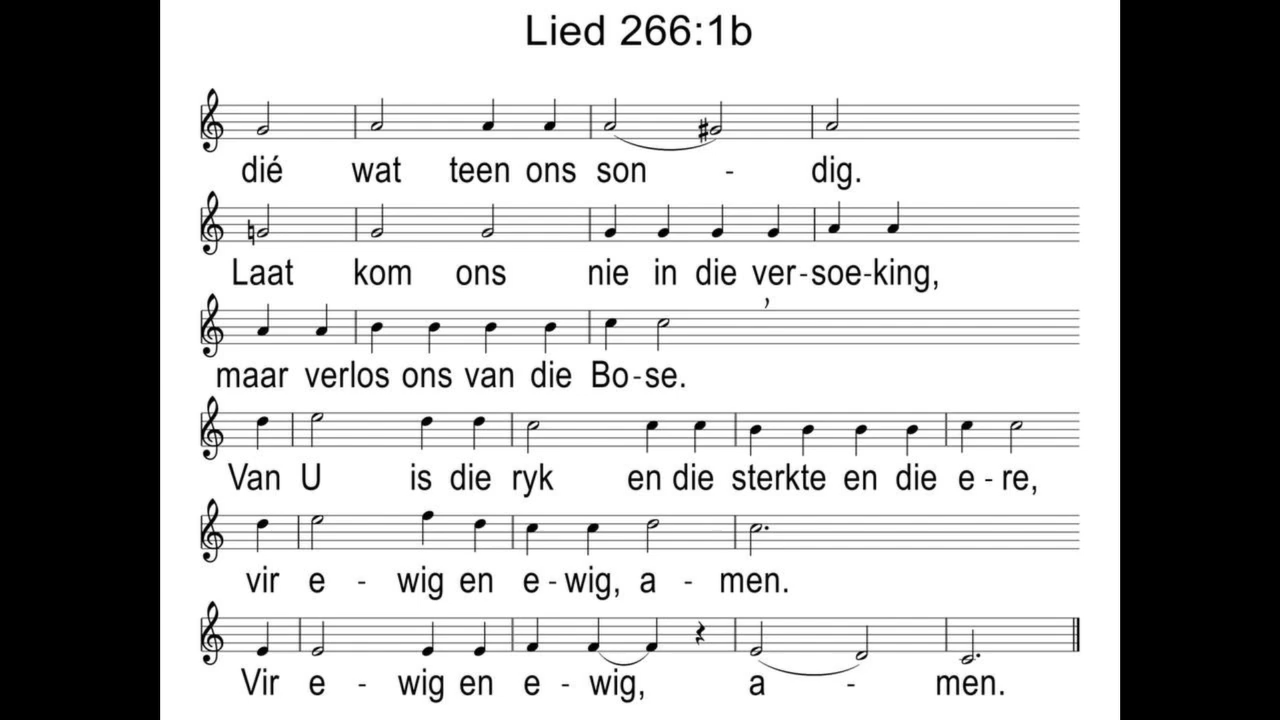 Lied 266:1b
dié wat teen ons son - dig.
Laat kom ons nie in die ver-soe-king,
maar verlos ons van die Bo-se.
Van U is die ryk en die sterkte en die e-re,
vir e - wig en e-wig, a - men.
Vir e - wig en e - wig, a - men.